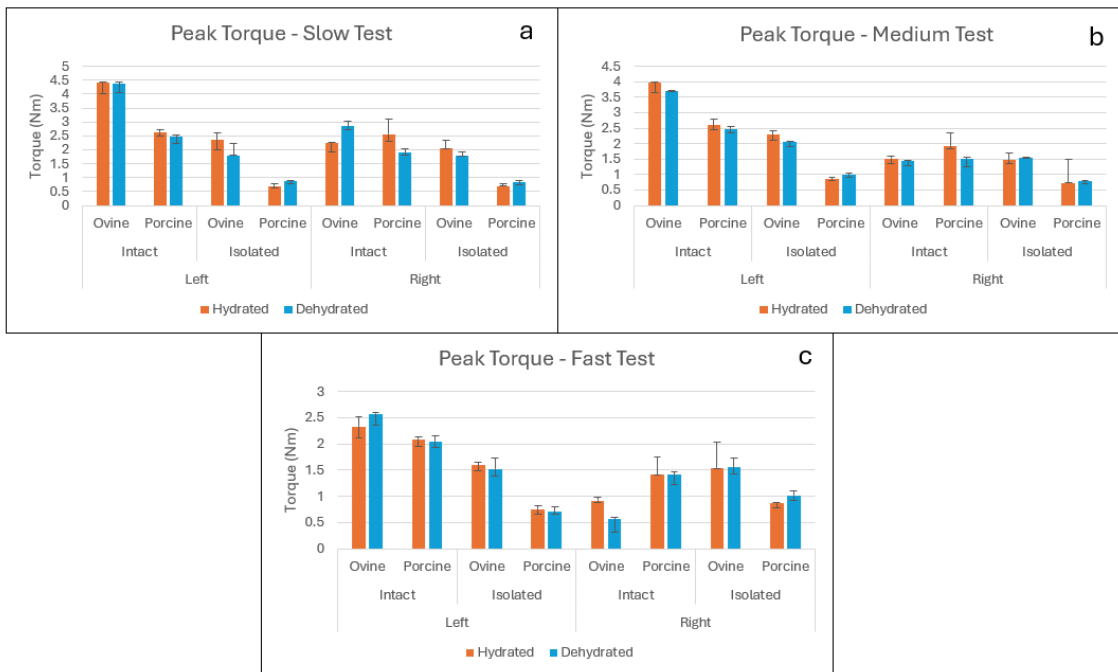 Peak Torque - Slow Test
a
Torque (Nm)
5
4.5
4
3.5
3
2.5
2
1.5
1
0.5
0
Ovine Porcine Ovine Porcine Ovine Porcine Ovine Porcine
Intact Isolated Intact Isolated
Left Right
Hydrated Dehydrated
Peak Torque - Medium Test
b
Torque (Nm)
4.5
4
3.5
3
2.5
2
1.5
1
0.5
0
Ovine Porcine Ovine Porcine Ovine Porcine Ovine Porcine
Intact Isolated Intact Isolated
Left Right
Hydrated Dehydrated
Peak Torque - Fast Test
c
Torque (Nm)
3
2.5
2
1.5
1
0.5
0
Ovine Porcine Ovine Porcine Ovine Porcine Ovine Porcine
Intact Isolated Intact Isolated
Left Right
Hydrated Dehydrated